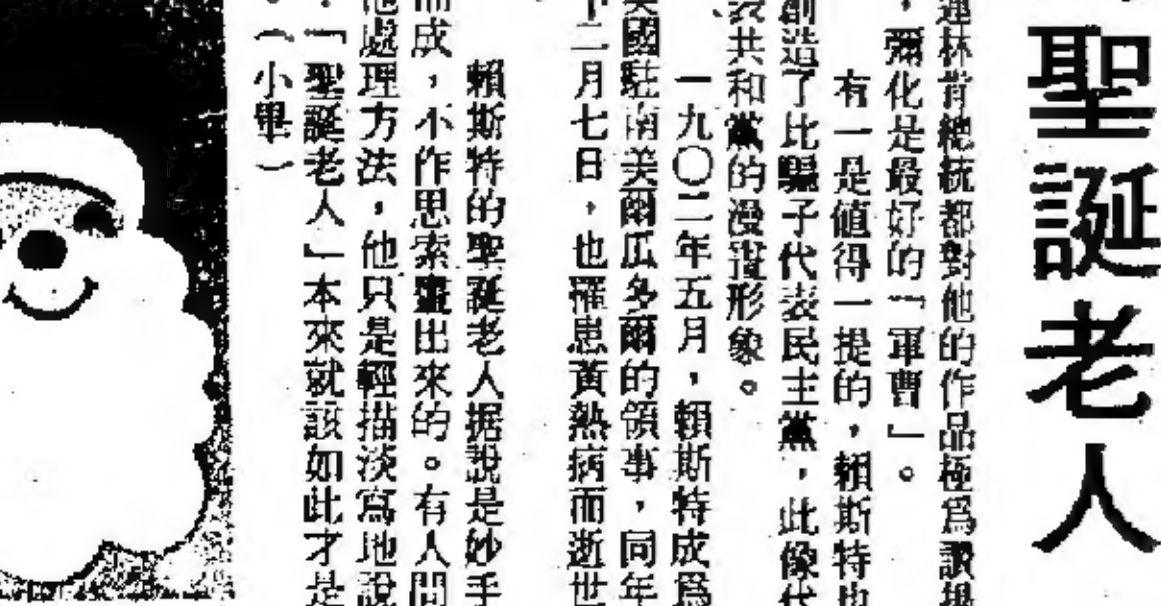 聖誕老人
連林肯總統都對他的作品極爲讚揚
，彌化是最好的「軍曹」。
有一是值得一提的，賴斯特也
創造了比騙子代表民主黨，此像代
表共和黨的漫畫形象。
一九〇二年五月，賴斯特成爲
美國駐南美爾瓜多爾的領事，同年
十二月七日，也罹患黃熱病而逝世
賴斯特的聖誕老人据說是妙手
而成，小作思索畫出來的。有人問
他處理方法，他只是輕描淡寫地說
：「聖誕老人」本來就該如此才是
。（小畢）